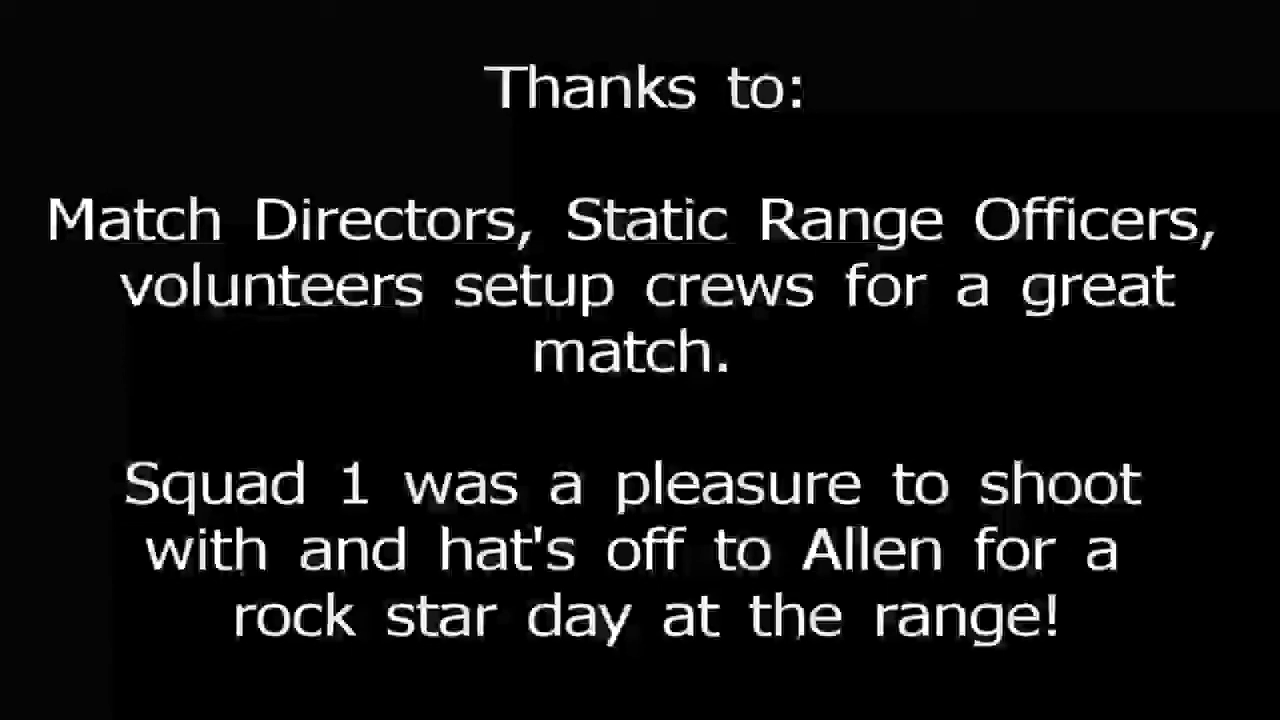 Thanks to:
Match Directors, Static Range Officers,
volunteers setup crews for a great
match.
Squad 1 was a pleasure to shoot
with and hat's off to Allen for a
rock star day at the range!